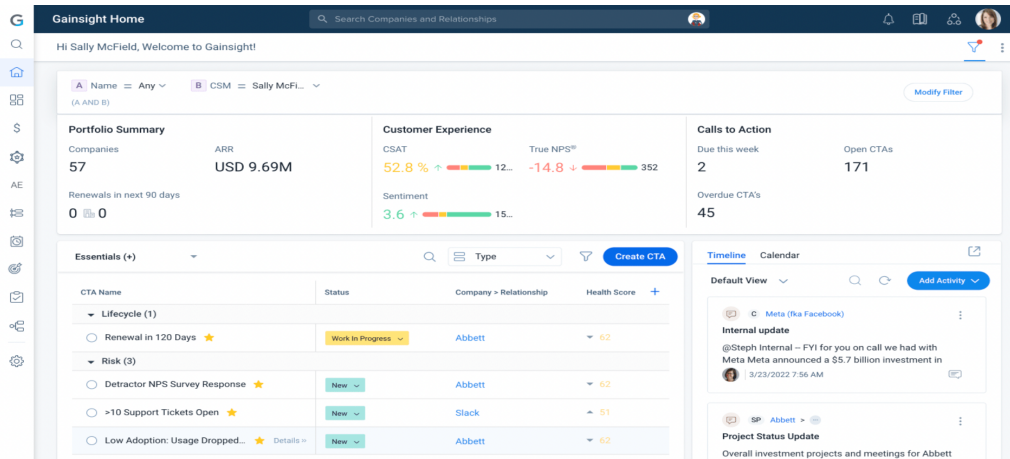 G
Gainsight Home
Search Companies and Relationships
Hi Sally McField, Welcome to Gainsight!
A Name = Any B CSM = Sally McFi...
(A AND B)
Modify Filter
Portfolio Summary
Companies
57
ARR
USD 9.69M
Renewals in next 90 days
0 0
Customer Experience
CSAT
52.8 % ↑ 12...
True NPS®
-14.8 ↓ 352
Sentiment
3.6 ↑ 15...
Calls to Action
Due this week
2
Open CTAs
171
Overdue CTA's
45
$
AE
Essentials (+)
Type
Create CTA
CTA Name Status Company > Relationship Health Score +
Lifecycle (1)
Renewal in 120 Days Work In Progress Abbett 62
Risk (3)
Detractor NPS Survey Response New Abbett 62
>10 Support Tickets Open New Slack 51
Low Adoption: Usage Dropped... Details » New Abbett 62
Timeline Calendar
Default View
Add Activity
C Meta (fka Facebook)
Internal update
@Steph Internal – FYI for you on call we had with
Meta Meta announced a $5.7 billion investment in
3/23/2022 7:56 AM
SP Abbett >
Project Status Update
Overall investment projects and meetings for Abbett